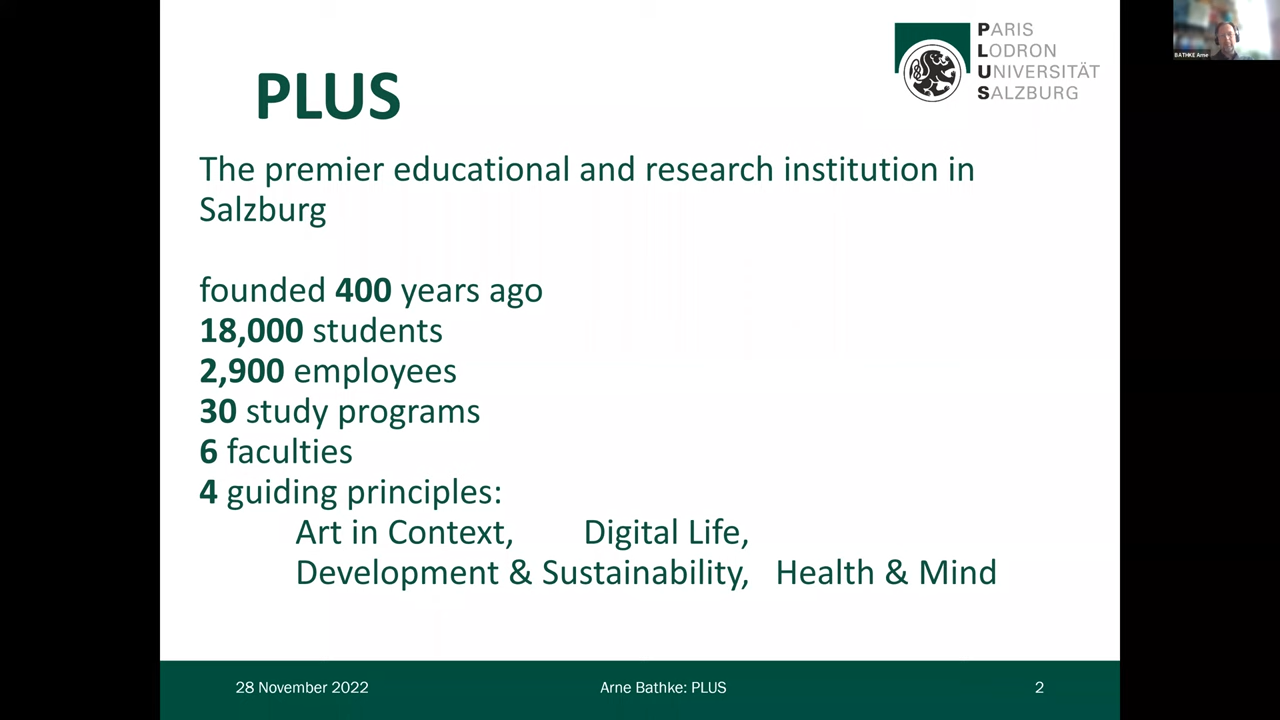 PLUS
PARIS
LODRON
UNIVERSITÄT
SALZBURG
BATHKE Arne
The premier educational and research institution in
Salzburg
founded 400 years ago
18,000 students
2,900 employees
30 study programs
6 faculties
4 guiding principles:
Art in Context, Digital Life,
Development & Sustainability, Health & Mind
28 November 2022 Arne Bathke: PLUS 2